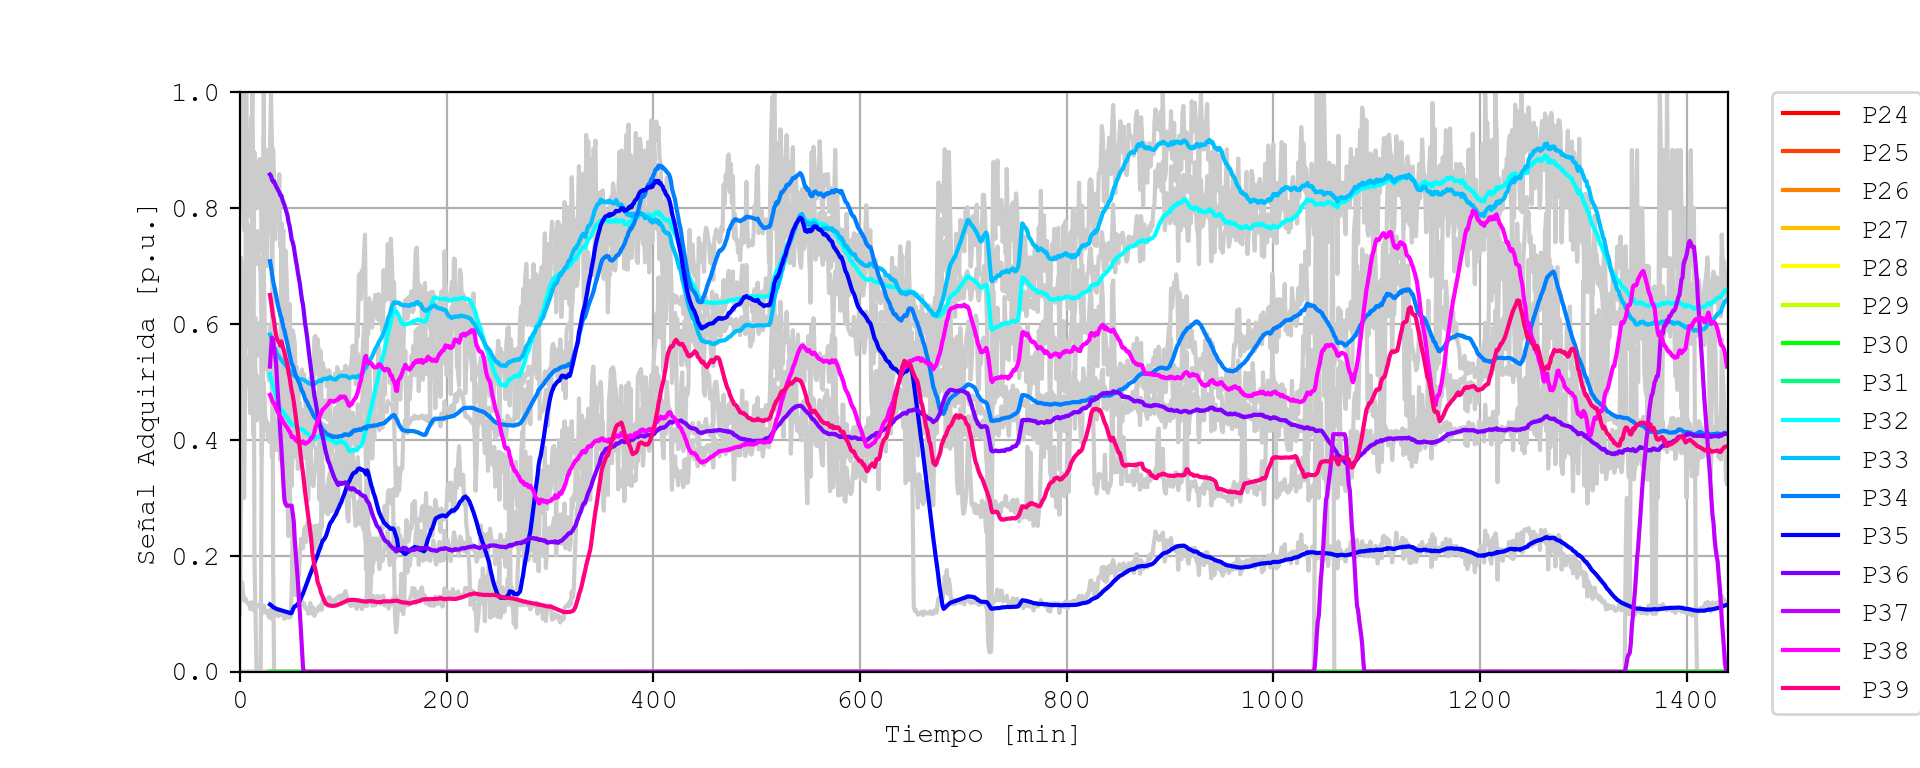 Señal Adquirida [p.u.]
1.0
0.8
0.6
0.4
0.2
0.0
0 200 400 600 800 1000 1200 1400
Tiempo [min]
P24
P25
P26
P27
P28
P29
P30
P31
P32
P33
P34
P35
P36
P37
P38
P39